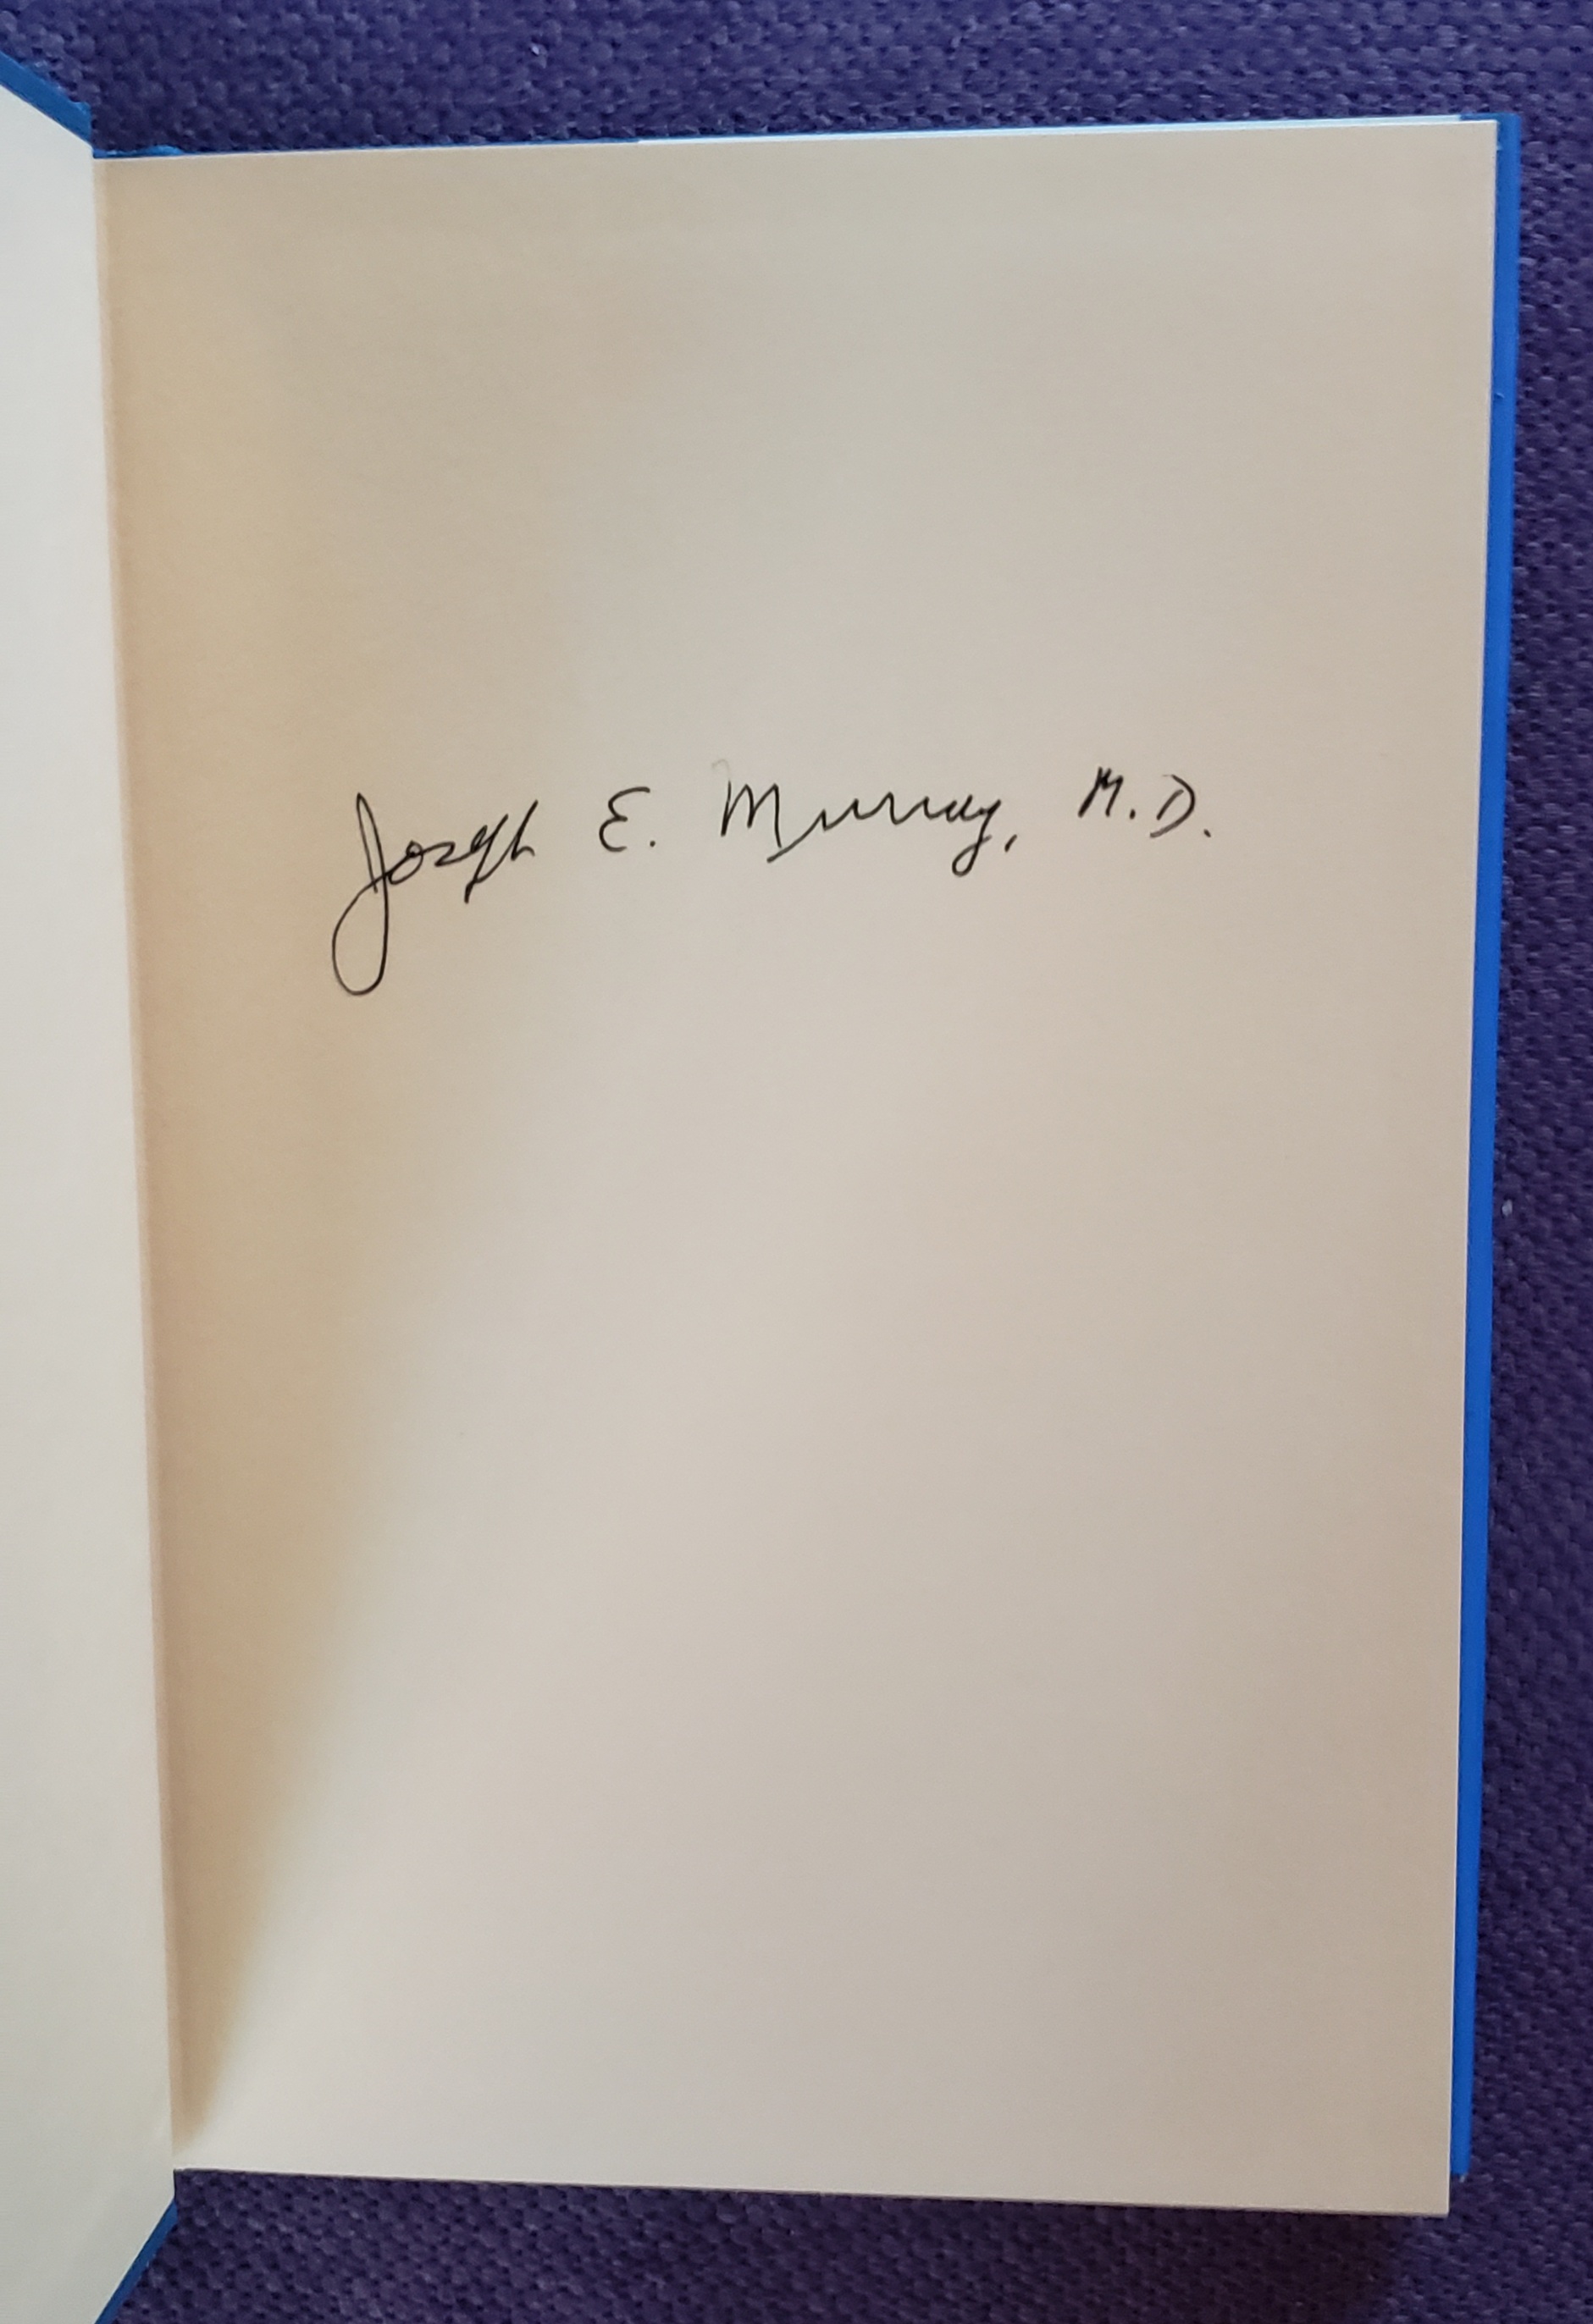 Joseph E. Murray, M.D.